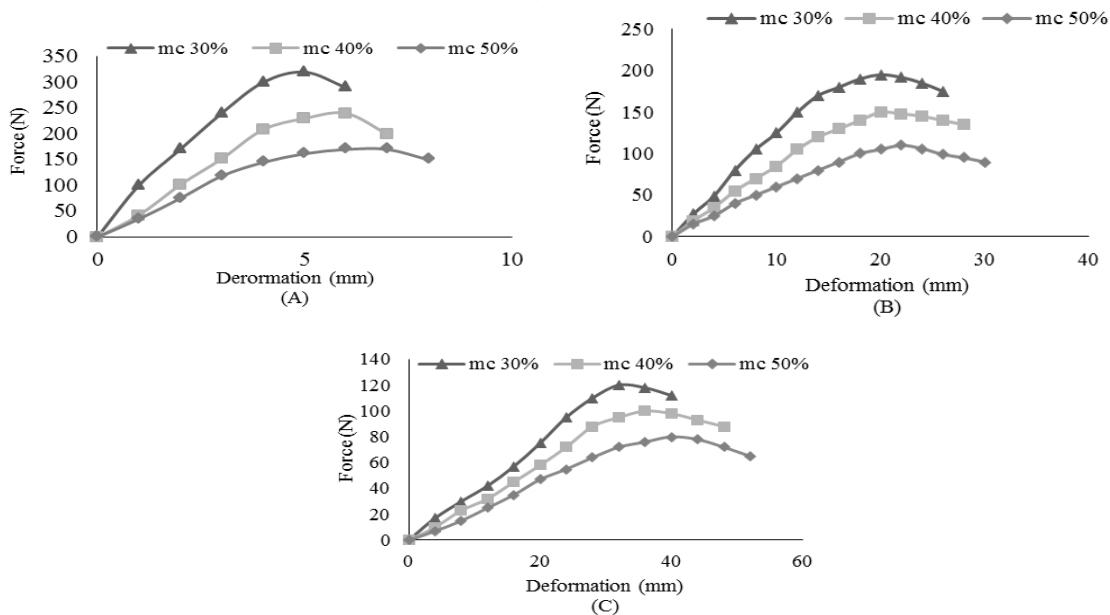 mc 30% mc 40% mc 50%
350
300
250
200
150
100
50
0
Force (N)
0 5 10
Derormation (mm)
(A)
mc 30% mc 40% mc 50%
250
200
150
100
50
0
Force (N)
0 10 20 30 40
Deformation (mm)
(B)
mc 30% mc 40% mc 50%
140
120
100
80
60
40
20
0
Force (N)
0 20 40 60
Deformation (mm)
(C)